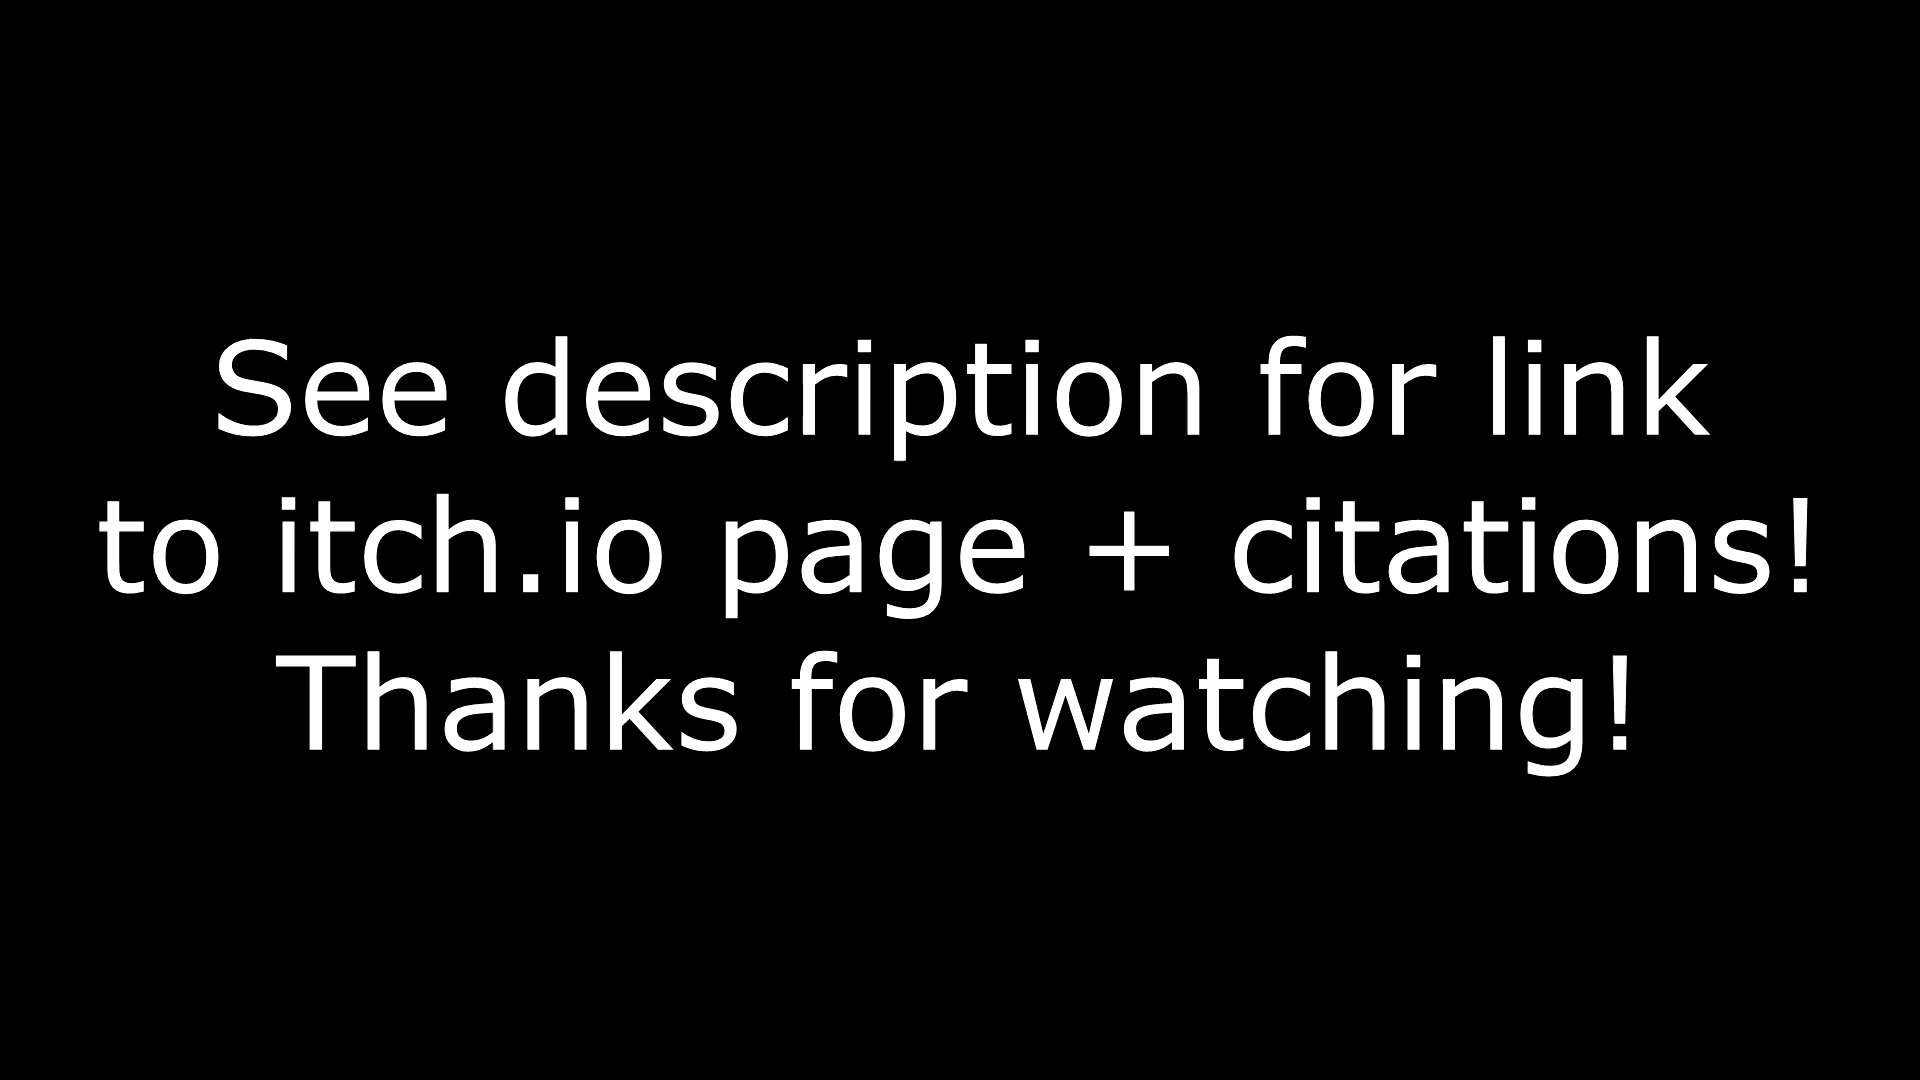 See description for link
to itch.io page + citations!
Thanks for watching!